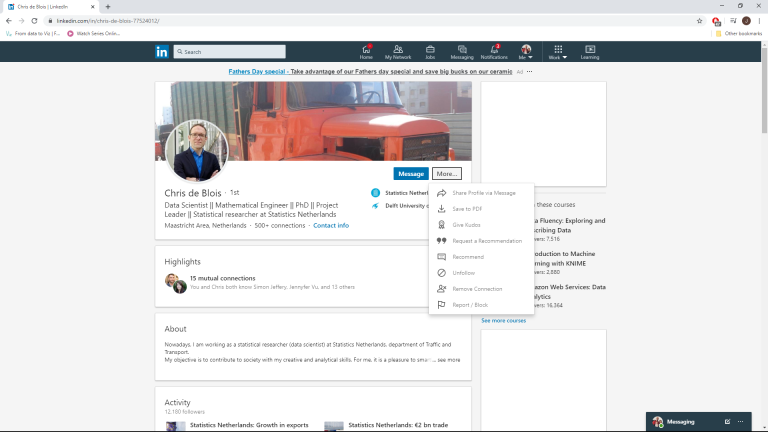 Chris de Blois | LinkedIn
linkedin.com/in/chris-de-blois-77524012/
From data to Viz | F...
Watch Series Online...
Other bookmarks
in
Search
Home
My Network
Jobs
Messaging
Notifications
Me
Work
Learning
Fathers Day special - Take advantage of our Fathers day special and save big bucks on our ceramic Ad ···
Message
More...
Chris de Blois · 1st
Data Scientist || Mathematical Engineer || PhD || Project
Leader || Statistical researcher at Statistics Netherlands
Maastricht Area, Netherlands · 500+ connections · Contact info
Statistics Netherl
Delft University
Share Profile via Message
Save to PDF
Give Kudos
Request a Recommendation
Recommend
Unfollow
Remove Connection
Report / Block
these courses
a Fluency: Exploring and
scribing Data
wers: 7,516
oduction to Machine
rning with KNIME
wers: 2,880
azon Web Services: Data
lytics
wers: 16,364
See more courses
Highlights
15 mutual connections
You and Chris both know Simon Jeffery, Jennyfer Vu, and 13 others
About
Nowadays, I am working as a statistical researcher (data scientist) at Statistics Netherlands, department of Traffic and
Transport.
My objective is to contribute to society with my creative and analytical skills. For me, it is a pleasure to sma ... see more
Activity
12,180 followers
Statistics Netherlands: Growth in exports
Statistics Netherlands: €2 bn trade
Messaging